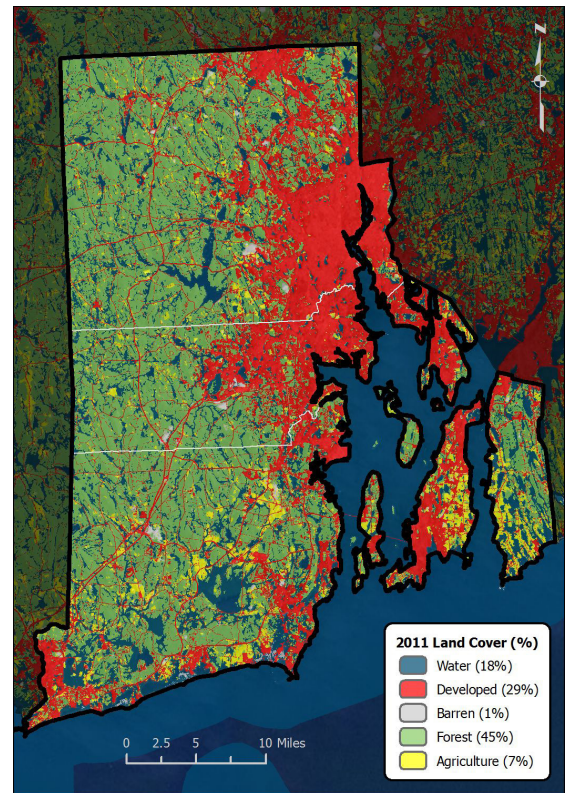 N
2011 Land Cover (%)
Water (18%)
Developed (29%)
Barren (1%)
Forest (45%)
Agriculture (7%)
0 2.5 5 10 Miles